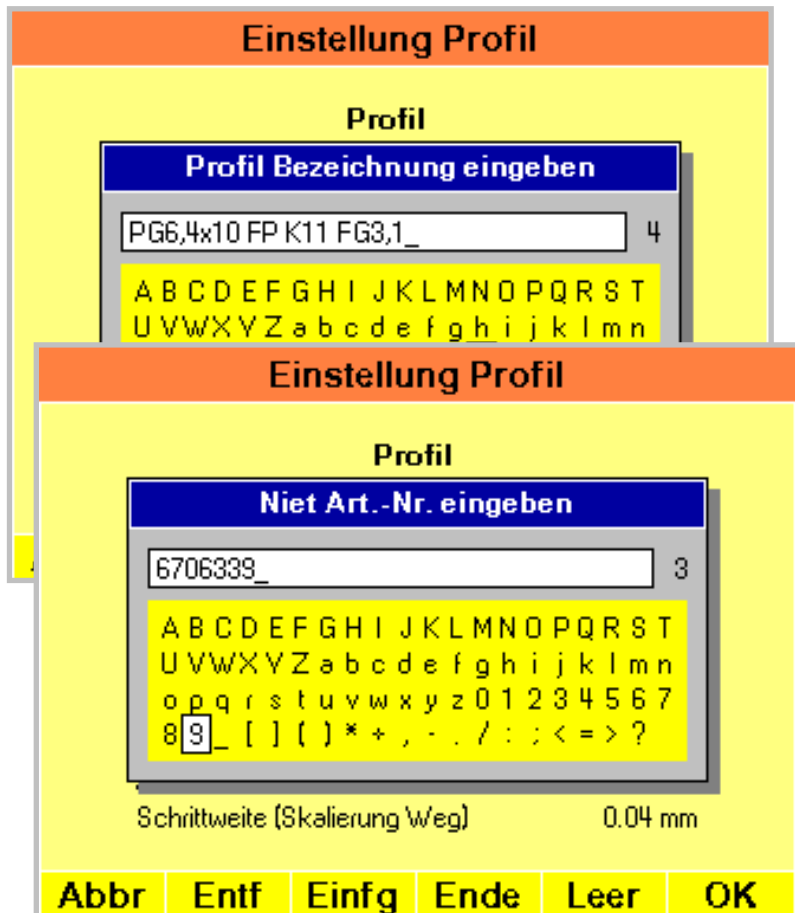 Einstellung Profil
Profil
Profil Bezeichnung eingeben
PG6,4x10 FP K11 FG3,1_ 4
A B C D E F G H I J K L M N O P Q R S T
U V W X Y Z a b c d e f g h i j k l m n
Einstellung Profil
Profil
Niet Art.-Nr. eingeben
6706339_ 3
A B C D E F G H I J K L M N O P Q R S T
U V W X Y Z a b c d e f g h i j k l m n
o p q r s t u v w x y z 0 1 2 3 4 5 6 7
8 9 _ [ ] ( ) * + , - . / : ; < = > ?
Schrittweite (Skalierung Weg) 0.04 mm
Abbr Entf Einfg Ende Leer OK